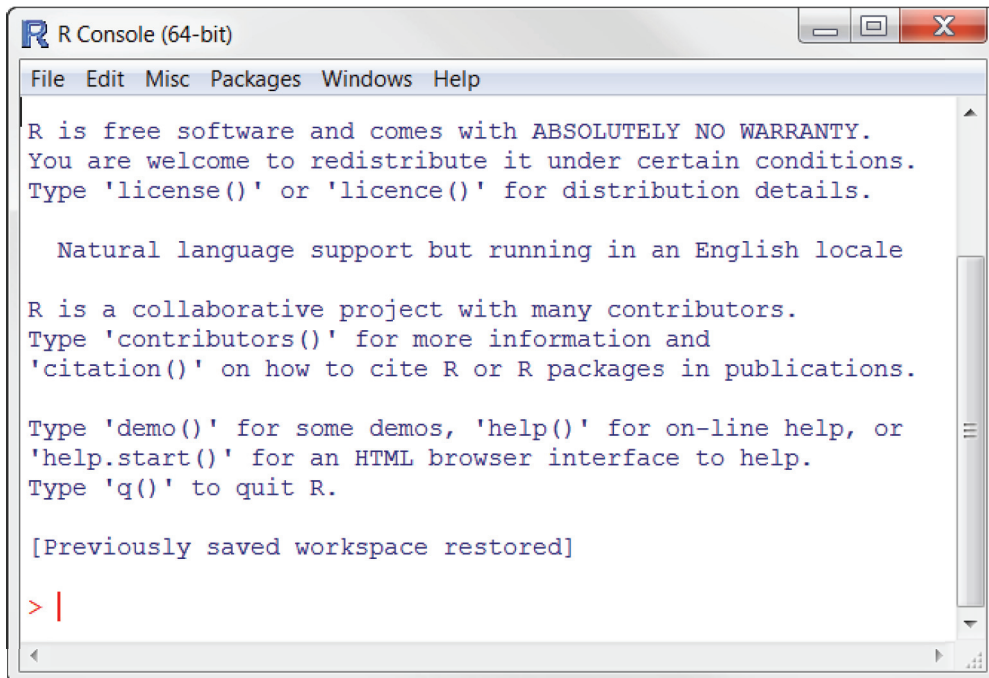 R R Console (64-bit)
File Edit Misc Packages Windows Help
R is free software and comes with ABSOLUTELY NO WARRANTY.
You are welcome to redistribute it under certain conditions.
Type 'license()' or 'licence()' for distribution details.
Natural language support but running in an English locale
R is a collaborative project with many contributors.
Type 'contributors()' for more information and
'citation()' on how to cite R or R packages in publications.
Type 'demo()' for some demos, 'help()' for on-line help, or
'help.start()' for an HTML browser interface to help.
Type 'q()' to quit R.
[Previously saved workspace restored]
>